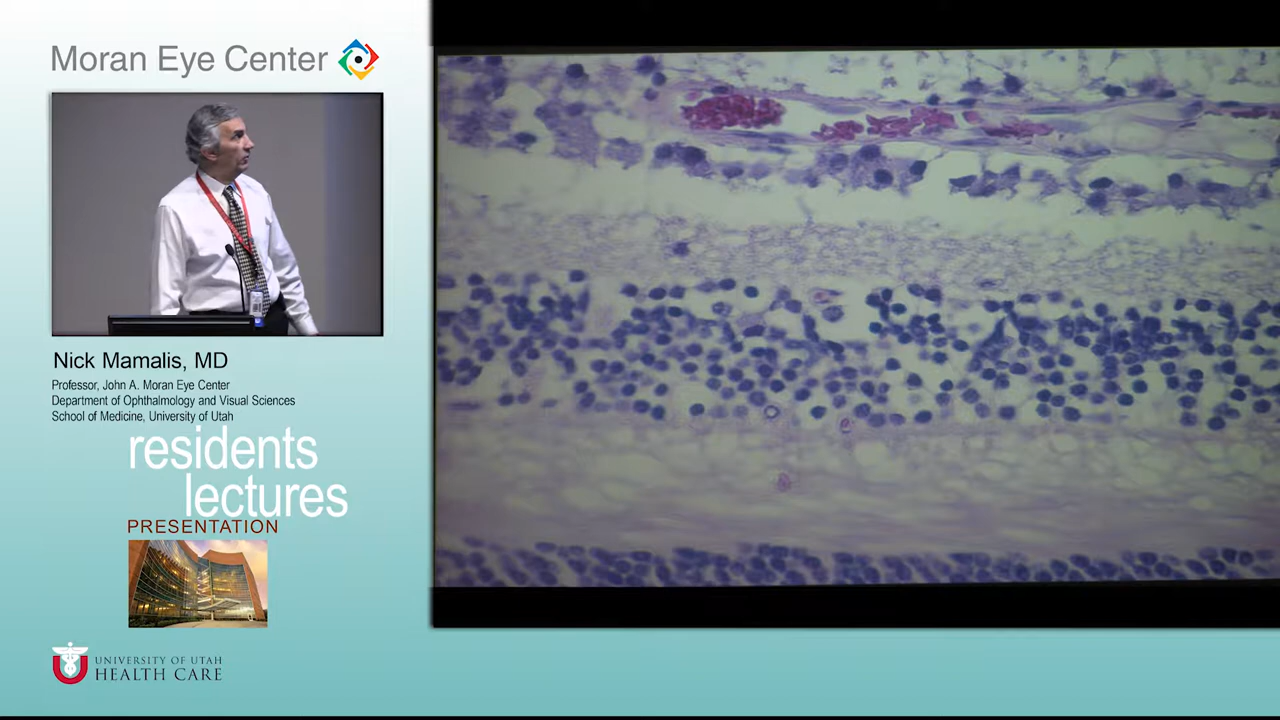 Moran Eye Center
Nick Mamalis, MD
Professor, John A. Moran Eye Center
Department of Ophthalmology and Visual Sciences
School of Medicine, University of Utah
residents
lectures
PRESENTATION
U
UNIVERSITY OF UTAH
HEALTH CARE